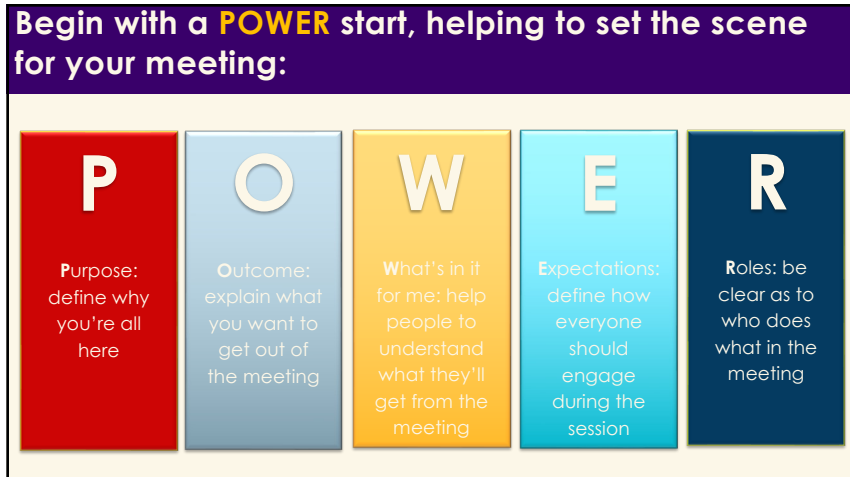 Begin with a POWER start, helping to set the scene
for your meeting:
P
Purpose:
define why
you're all
here
O
Outcome:
explain what
you want to
get out of
the meeting
W
What's in it
for me: help
people to
understand
what they'll
get from the
meeting
E
Expectations:
define how
everyone
should
engage
during the
session
R
Roles: be
clear as to
who does
what in the
meeting